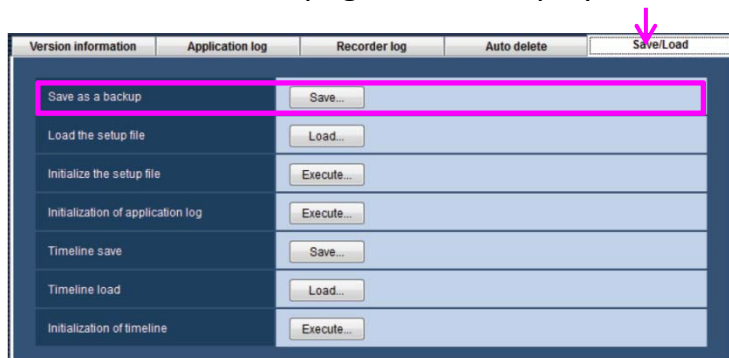 Version information Application log Recorder log Auto delete Save/Load
Save as a backup Save...
Load the setup file Load...
Initialize the setup file Execute...
Initialization of application log Execute...
Timeline save Save...
Timeline load Load...
Initialization of timeline Execute...